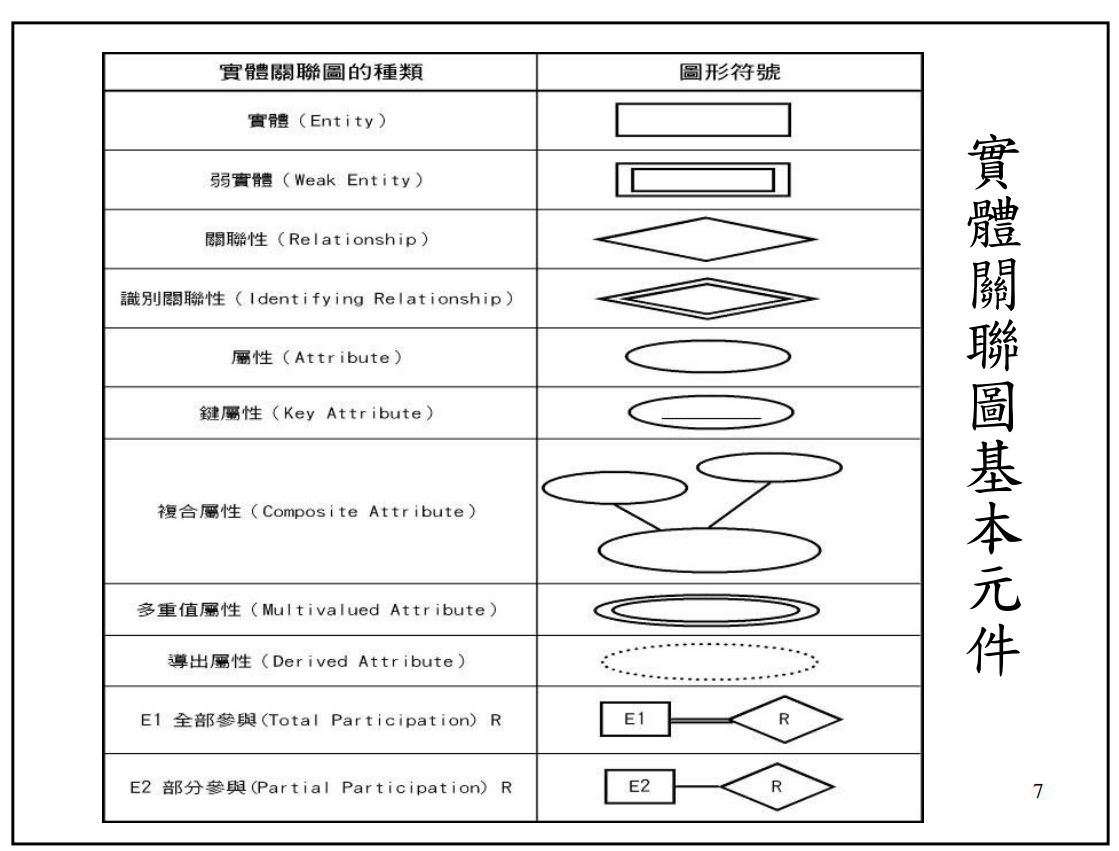 實體關聯圖基本元件
實體關聯圖的種類 圖形符號
實體（Entity）
弱實體（Weak Entity）
關聯性（Relationship）
識別關聯性（Identifying Relationship）
屬性（Attribute）
鍵屬性（Key Attribute）
複合屬性（Composite Attribute）
多重值屬性（Multivalued Attribute）
導出屬性（Derived Attribute）
E1 全部參與(Total Participation) R E1 R
E2 部分參與(Partial Participation) R E2 R
7